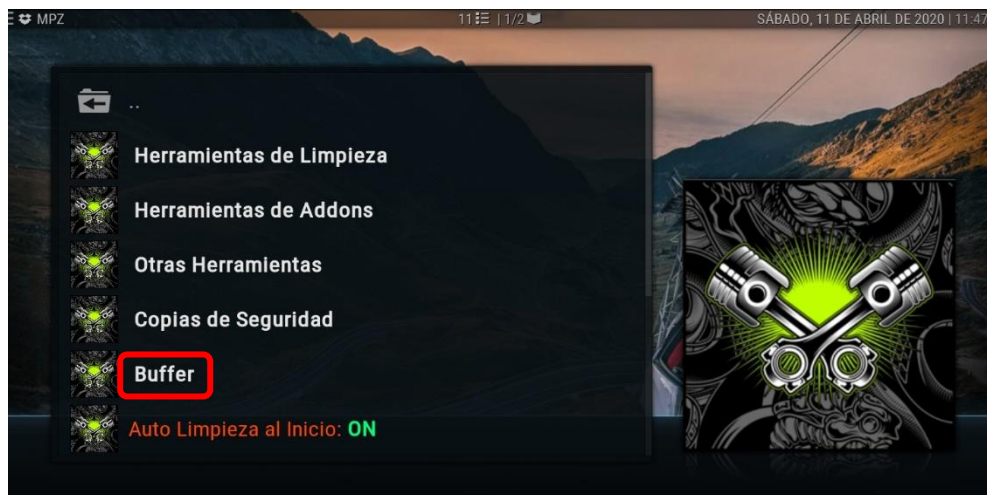 MPZ
11 | 1/2
SÁBADO, 11 DE ABRIL DE 2020 | 11:47
..
Herramientas de Limpieza
Herramientas de Addons
Otras Herramientas
Copias de Seguridad
Buffer
Auto Limpieza al Inicio: ON